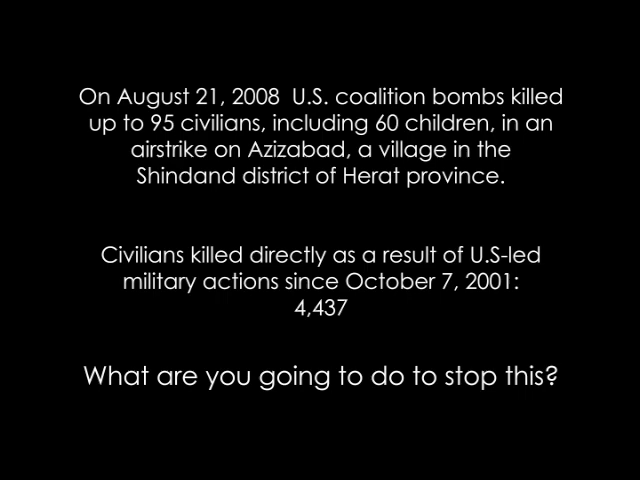 On August 21, 2008  U.S. coalition bombs killed
up to 95 civilians, including 60 children, in an
airstrike on Azizabad, a village in the
Shindand district of Herat province.
Civilians killed directly as a result of U.S-led
military actions since October 7, 2001:
4,437
What are you going to do to stop this?